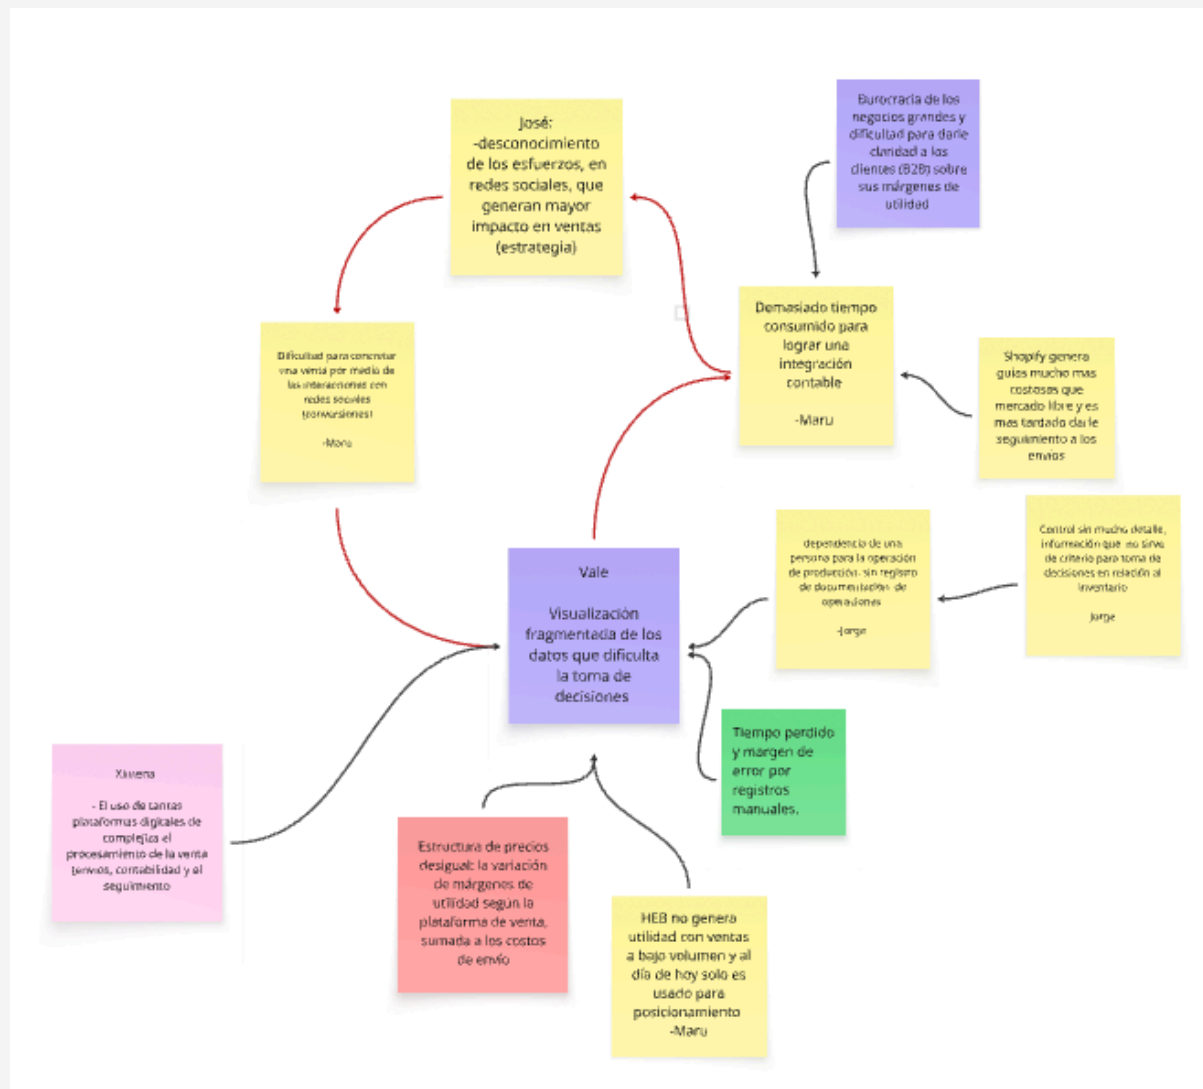 Burocracia de los
negocios grandes y
dificultad para darle
claridad a los
clientes (B2B) sobre
sus márgenes de
utilidad
José:
-desconocimiento
de los esfuerzos, en
redes sociales, que
generan mayor
impacto en ventas
(estrategia)
Demasiado tiempo
consumido para
lograr una
integración
contable
-Maru
Dificultad para concretar
una venta por medio de
las interacciones con
redes sociales
(conversiones)
-Maru
Shopify genera
guias mucho mas
costosas que
mercado libre y es
mas tardado darle
seguimiento a los
envios
dependencia de una
persona para la operación
de producción- sin registro
de documentación de
operaciones
-Jorge
Control sin mucho detalle,
información que no sirve
de criterio para toma de
decisiones en relación al
inventario
Jorge
Vale
Visualización
fragmentada de los
datos que dificulta
la toma de
decisiones
Tiempo perdido
y margen de
error por
registros
manuales.
Ximena
- El uso de tantas
plataformas digitales de
complejiza el
procesamiento de la venta
(envios, contabilidad y el
seguimiento
Estructura de precios
desigual: la variación
de márgenes de
utilidad según la
plataforma de venta,
sumada a los costos
de envío
HEB no genera
utilidad con ventas
a bajo volumen y al
día de hoy solo es
usado para
posicionamiento
-Maru